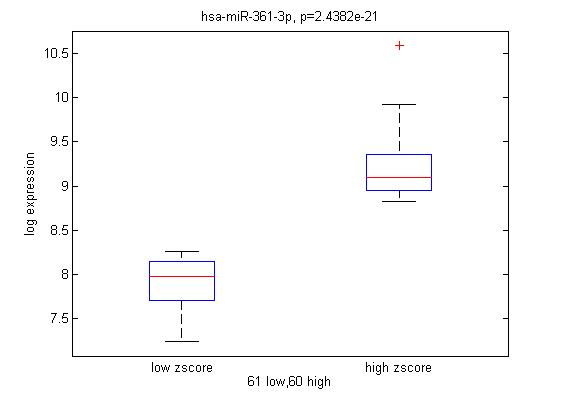 hsa-miR-361-3p, p=2.4382e-21
10.5
10
9.5
9
8.5
8
7.5
log expression
low zscore high zscore
61 low,60 high